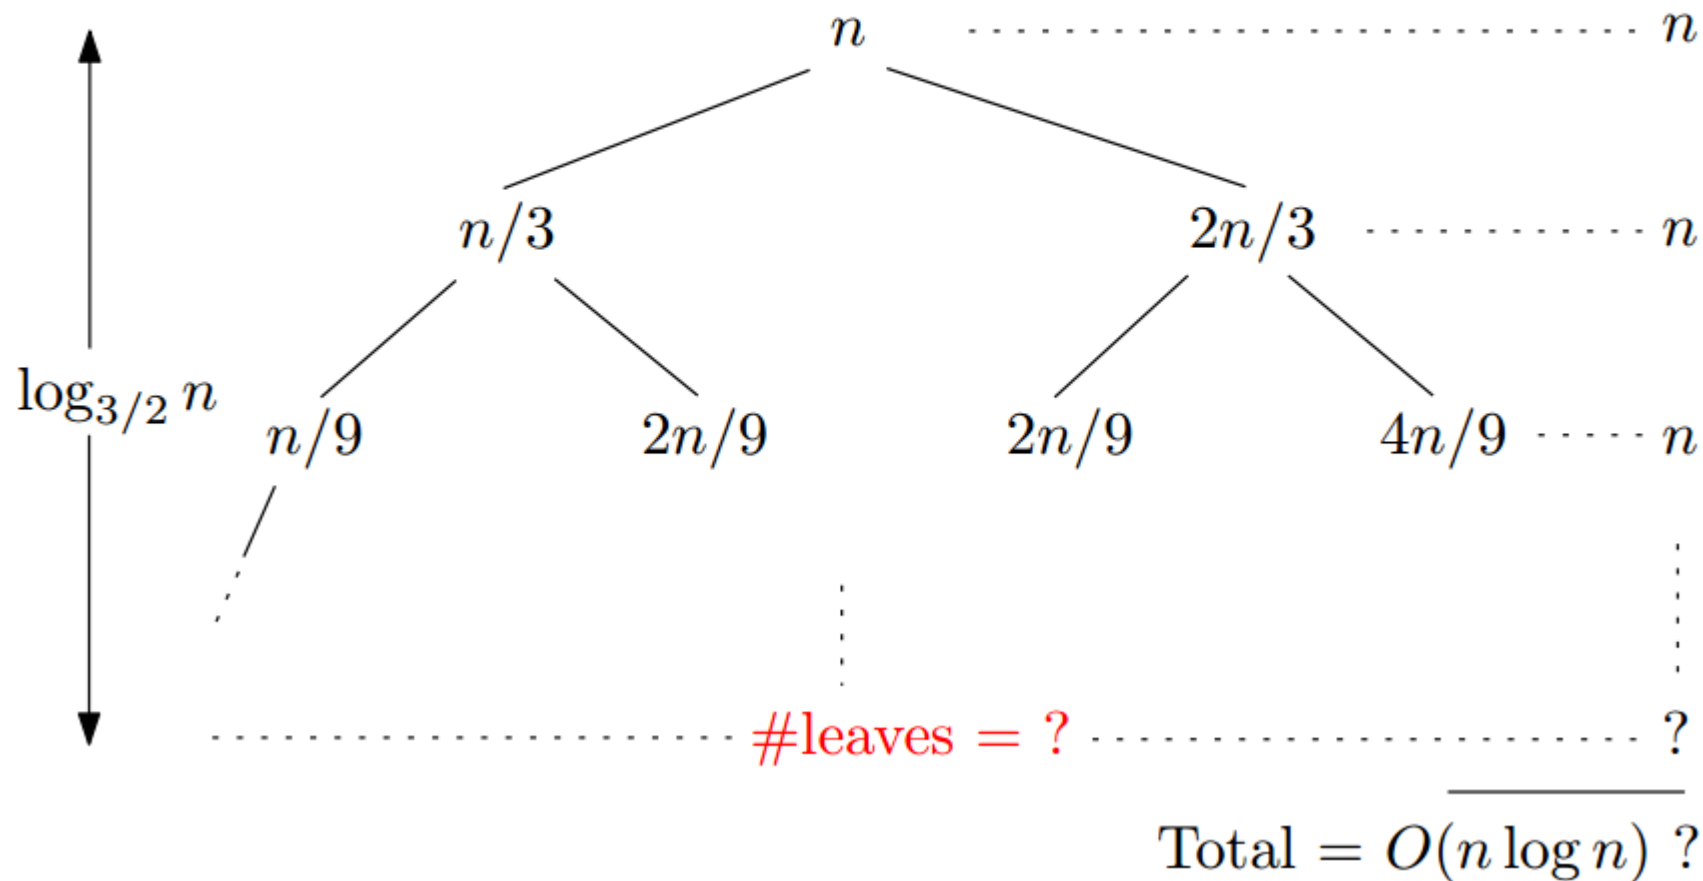 n n
n/3 2n/3 n
log_{3/2} n
n/9 2n/9 2n/9 4n/9 n
#leaves = ? ?
Total = O(n log n) ?